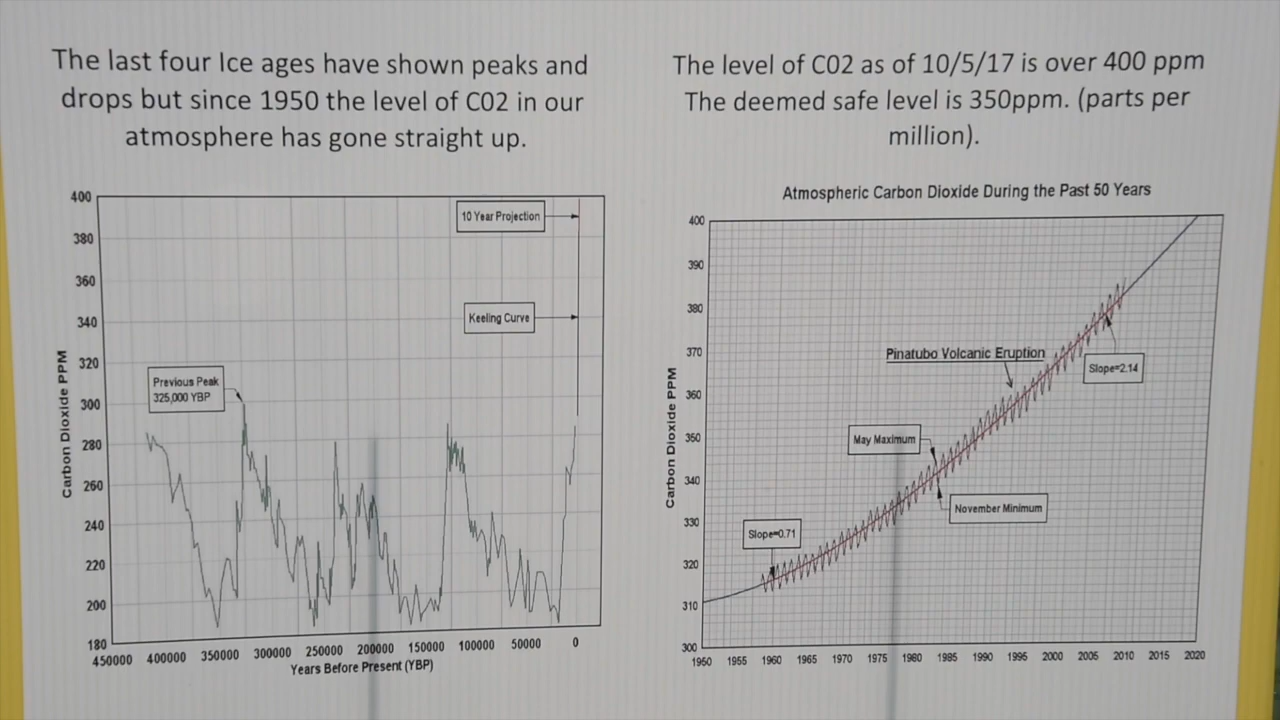 The last four Ice ages have shown peaks and
drops but since 1950 the level of C02 in our
atmosphere has gone straight up.
400
380
360
340
320
300
280
260
240
220
200
180
Carbon Dioxide PPM
10 Year Projection
Keeling Curve
Previous Peak
325,000 YBP
450000 400000 350000 300000 250000 200000 150000 100000 50000 0
Years Before Present (YBP)
The level of C02 as of 10/5/17 is over 400 ppm
The deemed safe level is 350ppm. (parts per
million).
Atmospheric Carbon Dioxide During the Past 50 Years
400
390
380
370
360
350
340
330
320
310
300
Carbon Dioxide PPM
Pinatubo Volcanic Eruption
Slope=2.14
May Maximum
November Minimum
Slope=0.71
1950 1955 1960 1965 1970 1975 1980 1985 1990 1995 2000 2005 2010 2015 2020